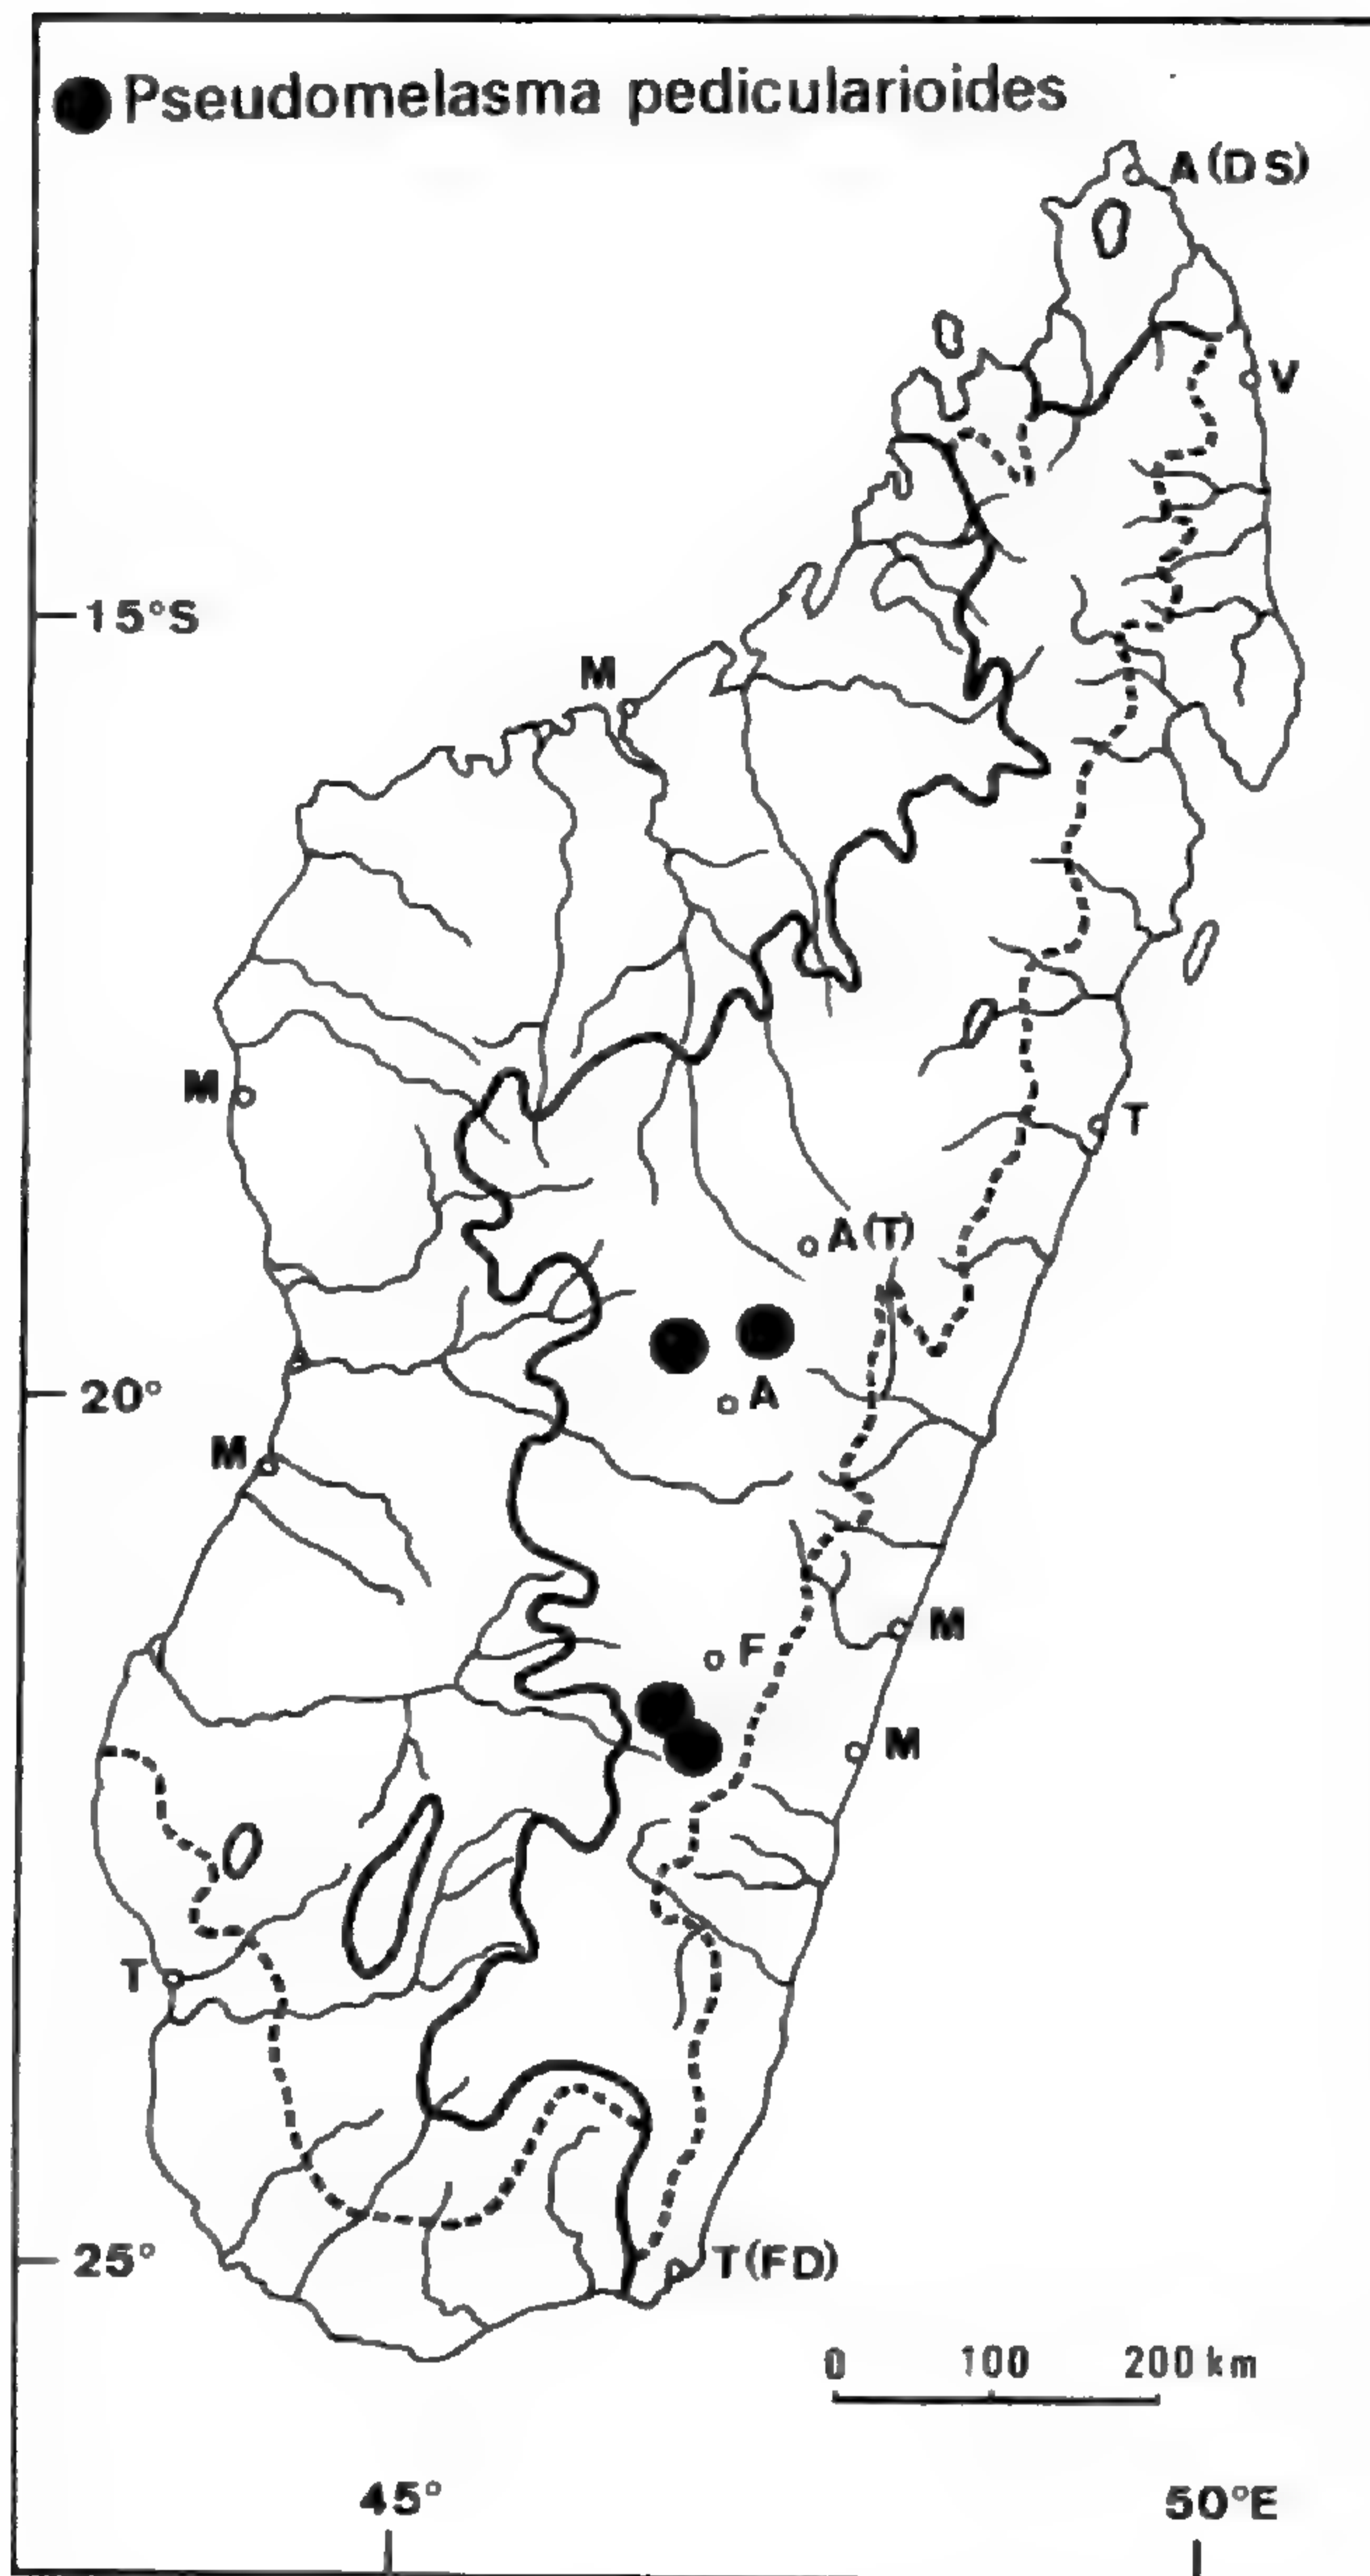 Pseudomelasma pedicularioides
A(DS)
V
15°S
M
M
T
A(T)
20°
A
M
F
M
M
T
25°
T(FD)
0 100 200 km
45° 50°E